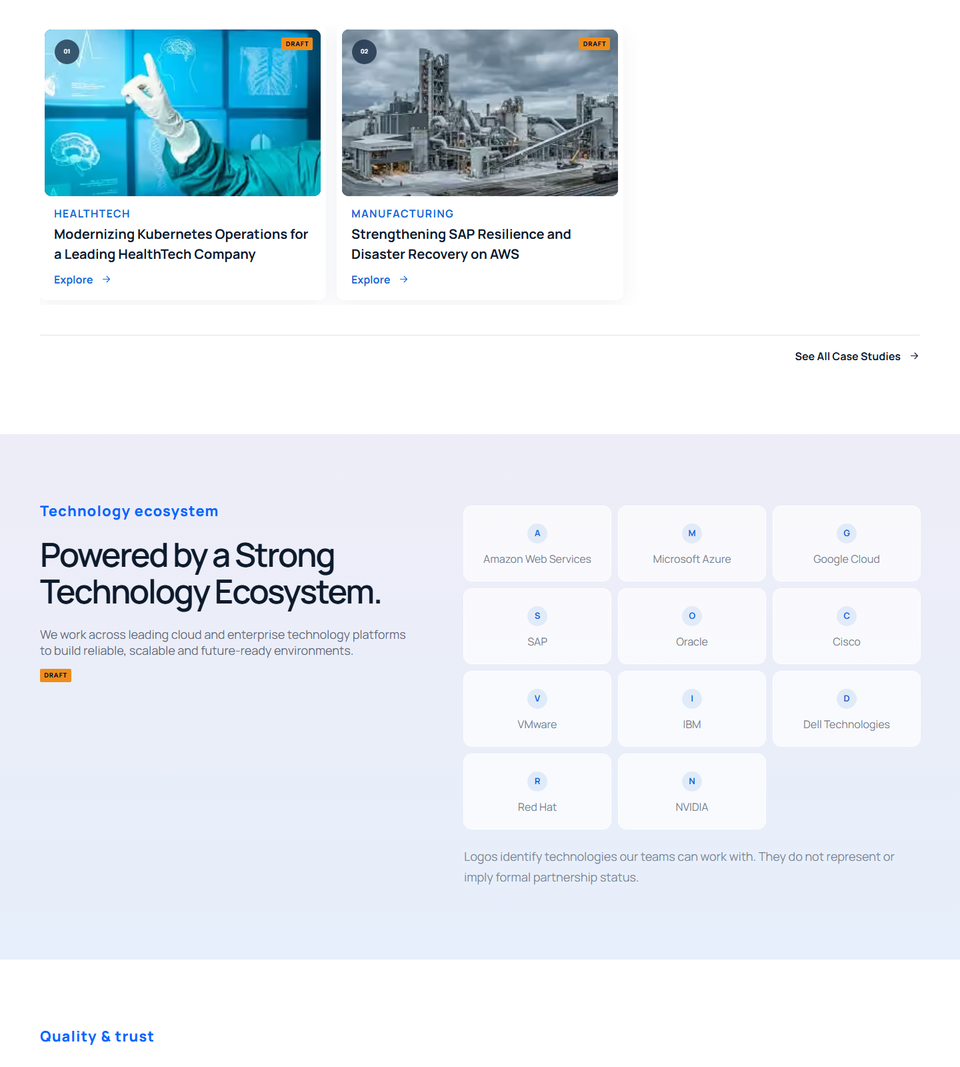 01
DRAFT
02
DRAFT
HEALTHTECH
Modernizing Kubernetes Operations for
a Leading HealthTech Company
Explore →
MANUFACTURING
Strengthening SAP Resilience and
Disaster Recovery on AWS
Explore →
See All Case Studies →
Technology ecosystem
Powered by a Strong
Technology Ecosystem.
We work across leading cloud and enterprise technology platforms
to build reliable, scalable and future-ready environments.
DRAFT
A
Amazon Web Services
M
Microsoft Azure
G
Google Cloud
S
SAP
O
Oracle
C
Cisco
V
VMware
I
IBM
D
Dell Technologies
R
Red Hat
N
NVIDIA
Logos identify technologies our teams can work with. They do not represent or
imply formal partnership status.
Quality & trust